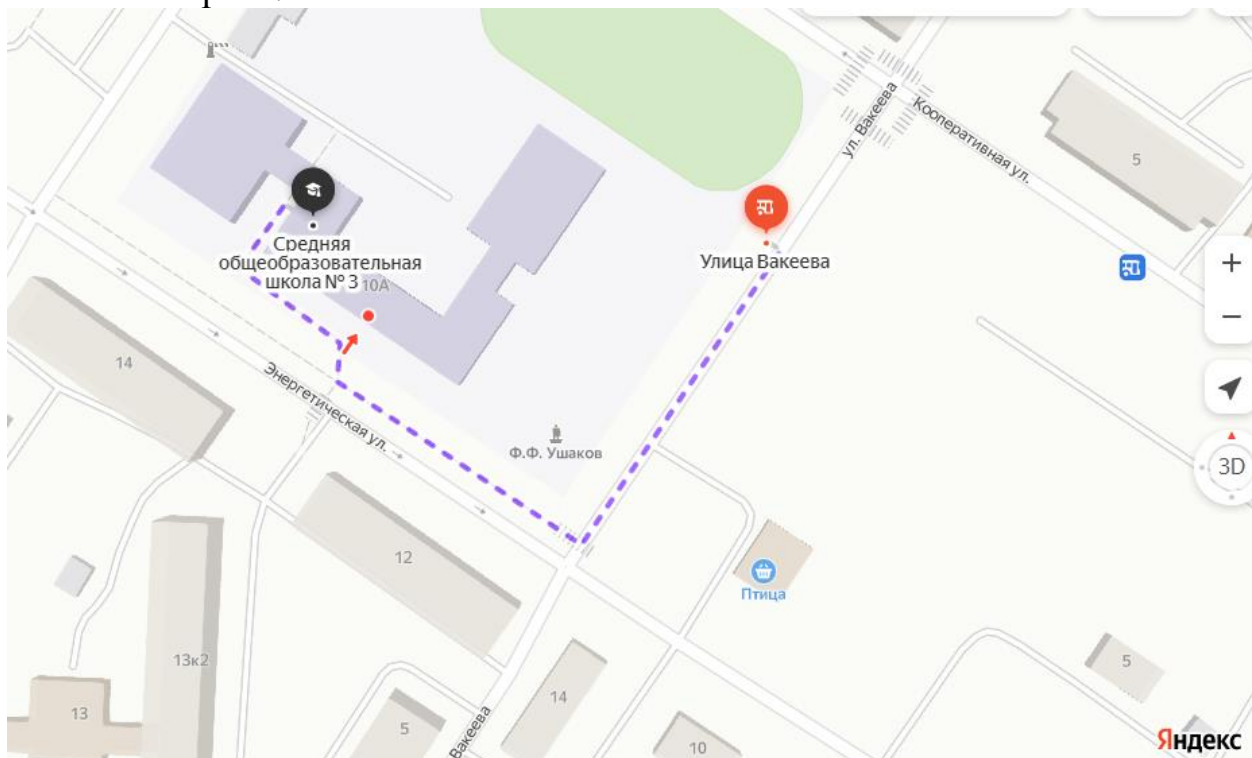 ул. Вакеева
Кооперативная ул.
5
Улица Вакеева
Средняя
общеобразовательная
школа № 3
10А
14
Энергетическая ул.
Ф.Ф. Ушаков
3D
12
Птица
13к2
5
14
13
5
Вакеева
10
Яндекс